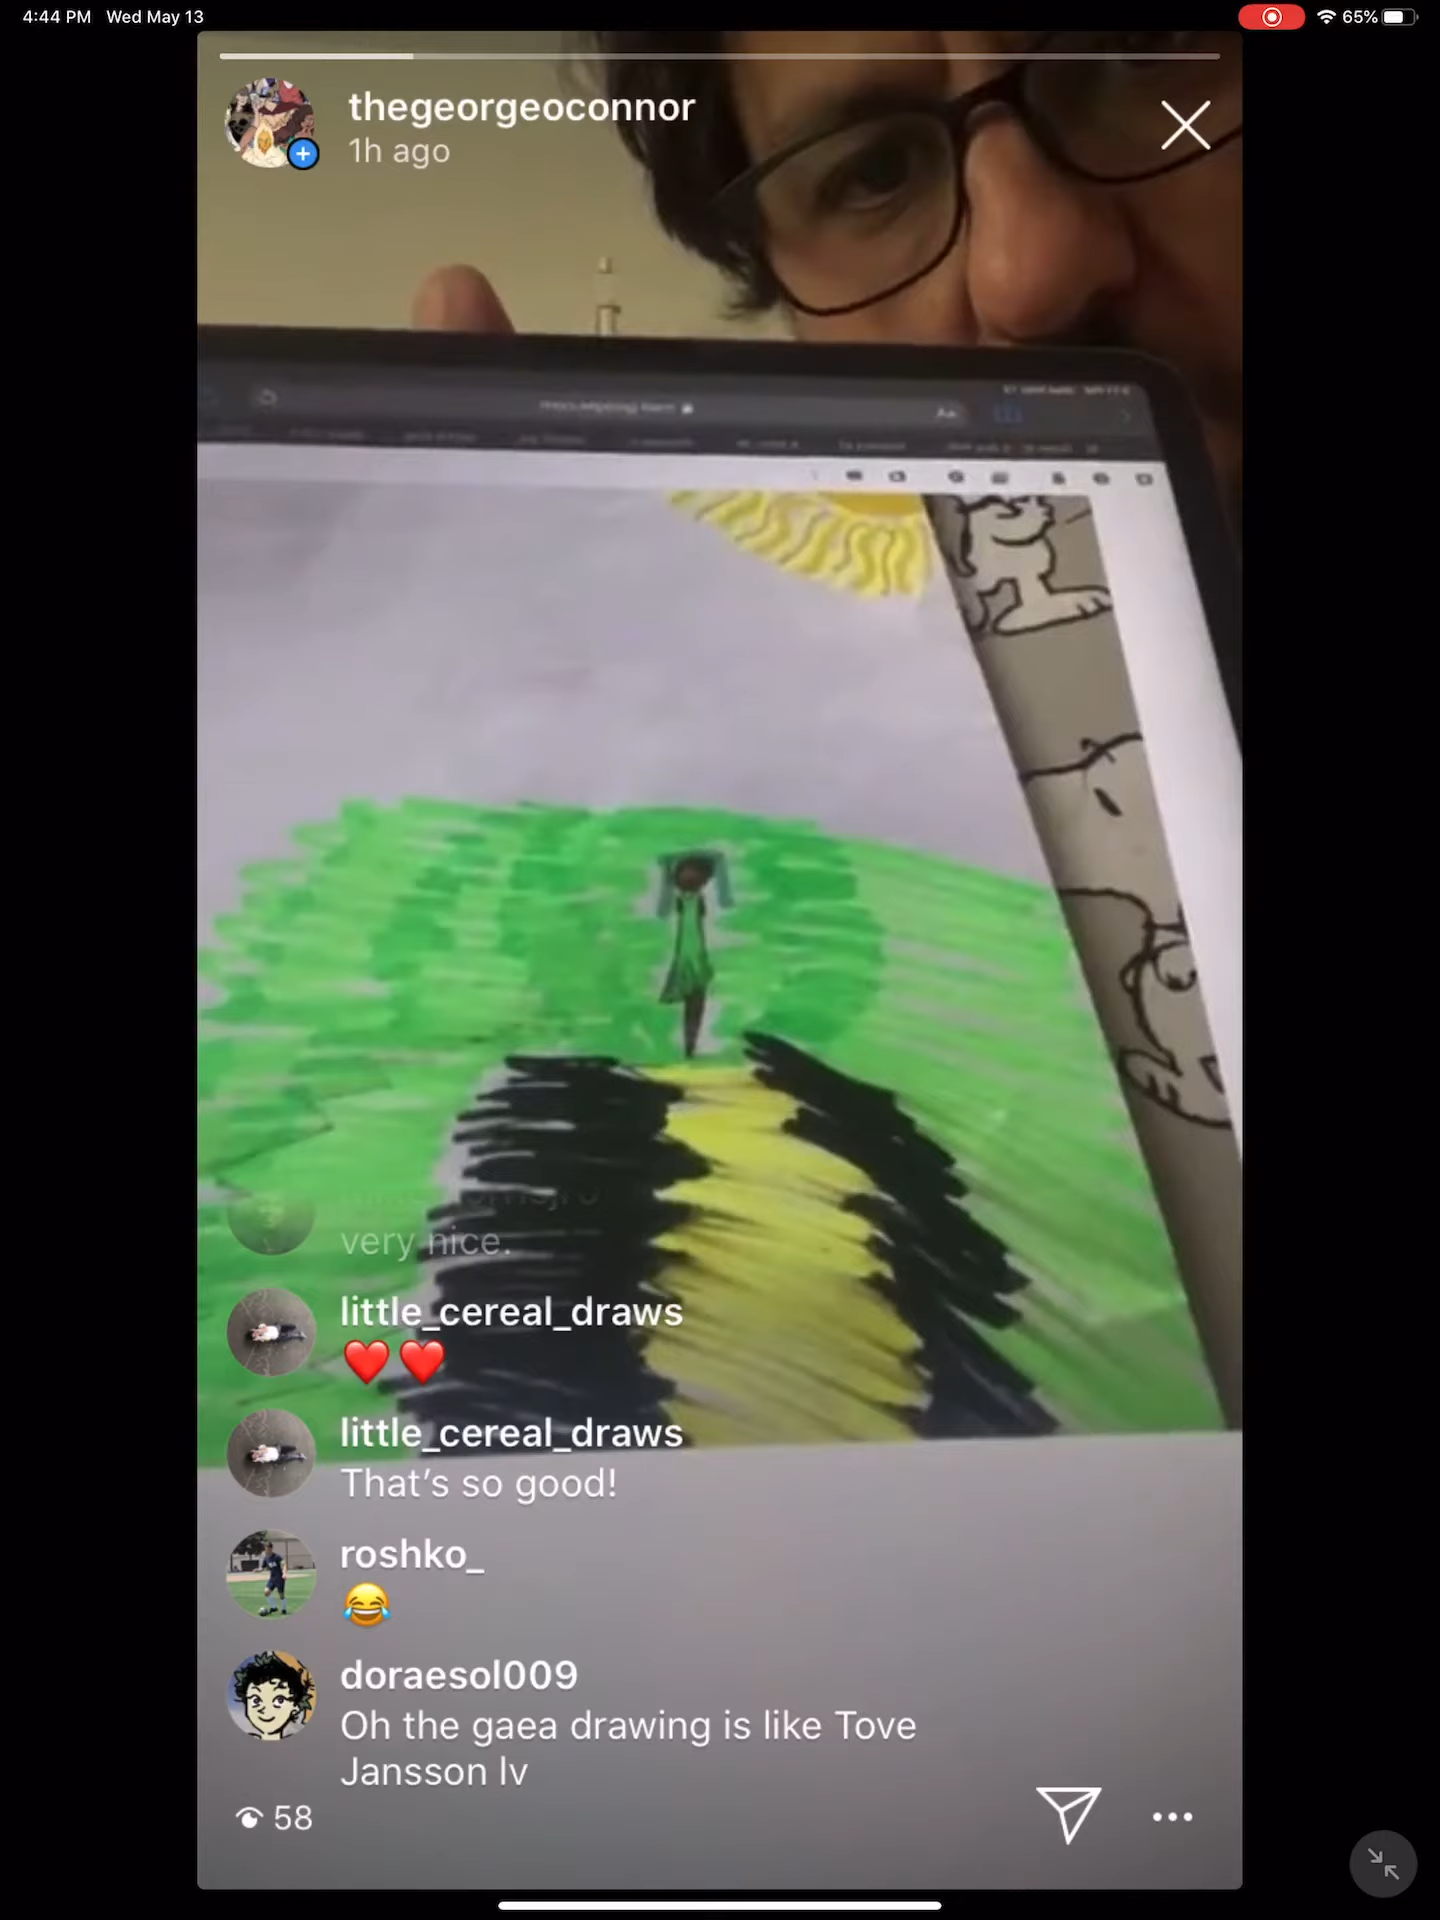 4:44 PM Wed May 13
65%
thegeorgeoconnor
1h ago
very nice.
little_cereal_draws
❤️❤️
little_cereal_draws
That's so good!
roshko_
😂
doraesol009
Oh the gaea drawing is like Tove
Jansson lv
58